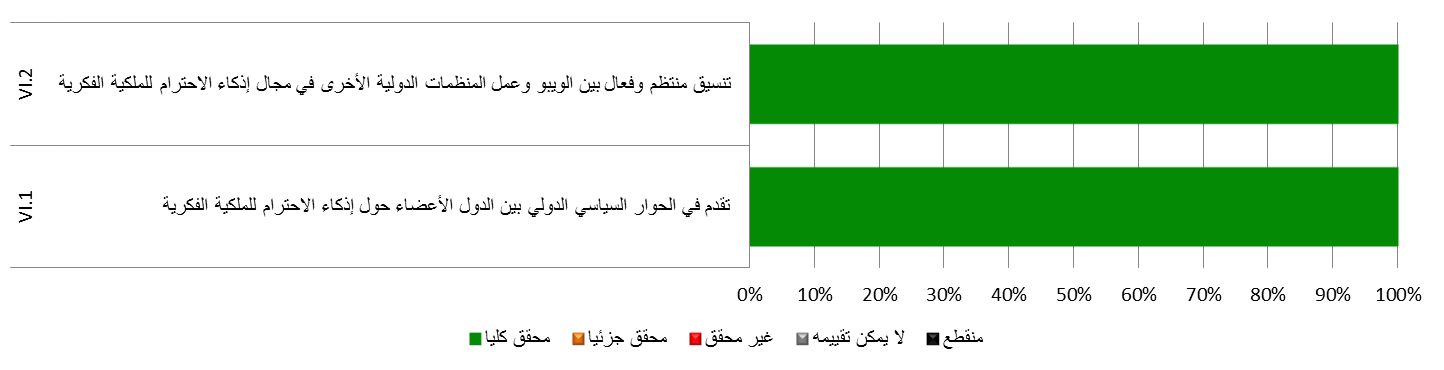 VI.2
تنسيق منتظم وفعال بين الويبو وعمل المنظمات الدولية الأخرى في مجال إذكاء الاحترام للملكية الفكرية
VI.1
تقدم في الحوار السياسي الدولي بين الدول الأعضاء حول إذكاء الاحترام للملكية الفكرية
0% 10% 20% 30% 40% 50% 60% 70% 80% 90% 100%
محقق كليا محقق جزئيا غير محقق لا يمكن تقييمه منقطع